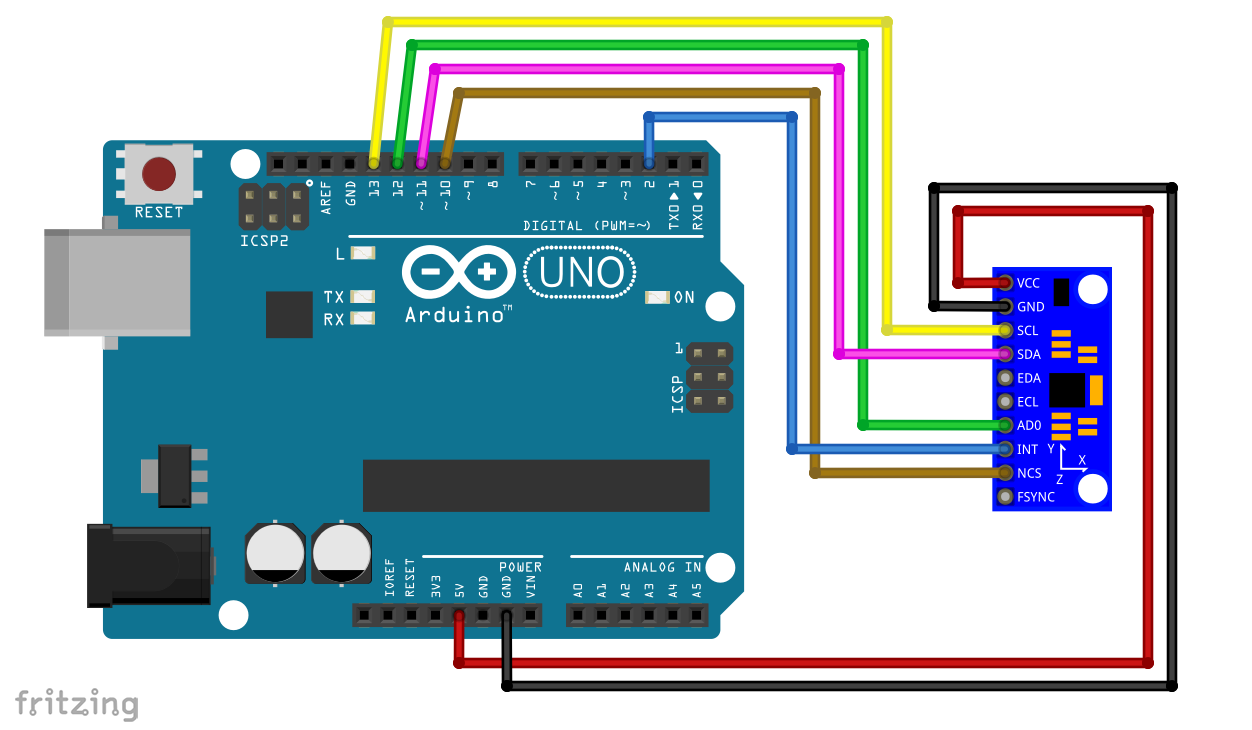 RESET
ICSP2
AREF
GND
13
12
~11
~10
~9
8
7
~6
~5
4
~3
2
TX0▶1
RX0◀0
DIGITAL (PWM=~)
L
TX
RX
UNO
Arduino™
ON
1
ICSP
VCC
GND
SCL
SDA
EDA
ECL
AD0
INT
NCS
FSYNC
Y
X
Z
POWER
ANALOG IN
IOREF
RESET
3V3
5V
GND
GND
VIN
A0
A1
A2
A3
A4
A5
fritzing